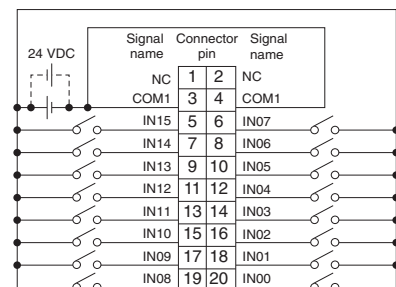 Signal name Connector pin Signal name
24 VDC
NC 1 2 NC
COM1 3 4 COM1
IN15 5 6 IN07
IN14 7 8 IN06
IN13 9 10 IN05
IN12 11 12 IN04
IN11 13 14 IN03
IN10 15 16 IN02
IN09 17 18 IN01
IN08 19 20 IN00